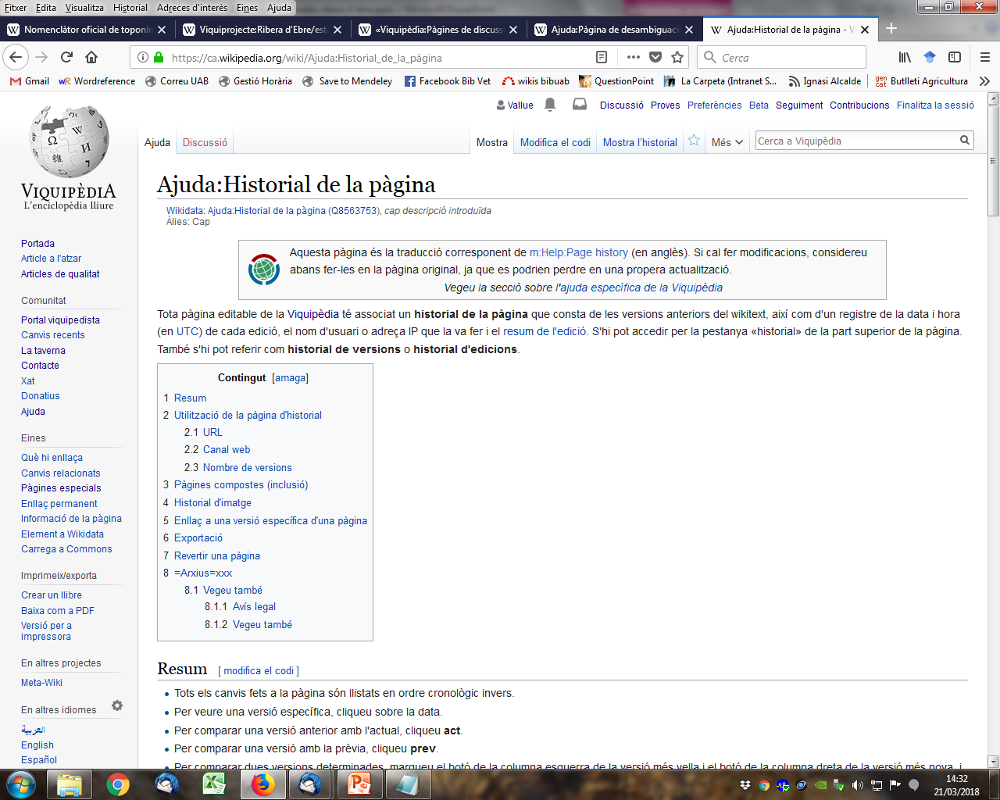 Fitxer Edita Visualitza Historial Adreces d'interès Eines Ajuda
Nomenclàtor oficial de toponím
Viquiprojecte:Ribera d'Ebre/est
«Viquipèdia:Pàgines de discuss
Ajuda:Pàgina de desambiguaci
Ajuda:Historial de la pàgina - V
https://ca.wikipedia.org/wiki/Ajuda:Historial_de_la_pàgina
Cerca
Gmail Wordreference Correu UAB Gestió Horària Save to Mendeley Facebook Bib Vet wikis bibuab QuestionPoint La Carpeta (Intranet S... Ignasi Alcalde Butlletí Agricultura
Vallue Discussió Proves Preferències Beta Seguiment Contribucions Finalitza la sessió
Ajuda Discussió Mostra Modifica el codi Mostra l'historial Més Cerca a Viquipèdia
VIQUIPÈDIA
L'enciclopèdia lliure
Portada
Article a l'atzar
Articles de qualitat
Comunitat
Portal viquipedista
Canvis recents
La taverna
Contacte
Xat
Donatius
Ajuda
Eines
Què hi enllaça
Canvis relacionats
Pàgines especials
Enllaç permanent
Informació de la pàgina
Element a Wikidata
Carrega a Commons
Imprimeix/exporta
Crear un llibre
Baixa com a PDF
Versió per a
impressora
En altres projectes
Meta-Wiki
En altres idiomes
العربية
English
Español
Ajuda:Historial de la pàgina
Wikidata: Ajuda:Historial de la pàgina (Q8563753), cap descripció introduïda
Àlies: Cap
Aquesta pàgina és la traducció corresponent de m:Help:Page history (en anglès). Si cal fer modificacions, considereu
abans fer-les en la pàgina original, ja que es podrien perdre en una propera actualització.
Vegeu la secció sobre l'ajuda específica de la Viquipèdia
Tota pàgina editable de la Viquipèdia té associat un historial de la pàgina que consta de les versions anteriors del wikitext, així com d'un registre de la data i hora
(en UTC) de cada edició, el nom d'usuari o adreça IP que la va fer i el resum de l'edició. S'hi pot accedir per la pestanya «historial» de la part superior de la pàgina.
També s'hi pot referir com historial de versions o historial d'edicions.
Contingut [amaga]
1 Resum
2 Utilització de la pàgina d'historial
2.1 URL
2.2 Canal web
2.3 Nombre de versions
3 Pàgines compostes (inclusió)
4 Historial d'imatge
5 Enllaç a una versió específica d'una pàgina
6 Exportació
7 Revertir una pàgina
8 =Arxius=xxx
8.1 Vegeu també
8.1.1 Avís legal
8.1.2 Vegeu també
Resum [ modifica el codi ]
Tots els canvis fets a la pàgina són llistats en ordre cronològic invers.
Per veure una versió específica, cliqueu sobre la data.
Per comparar una versió anterior amb l'actual, cliqueu act.
Per comparar una versió amb la prèvia, cliqueu prev.
Per comparar dues versions determinades, marqueu el botó de la columna esquerra de la versió més vella i el botó de la columna dreta de la versió més nova, i
14:32
21/03/2018